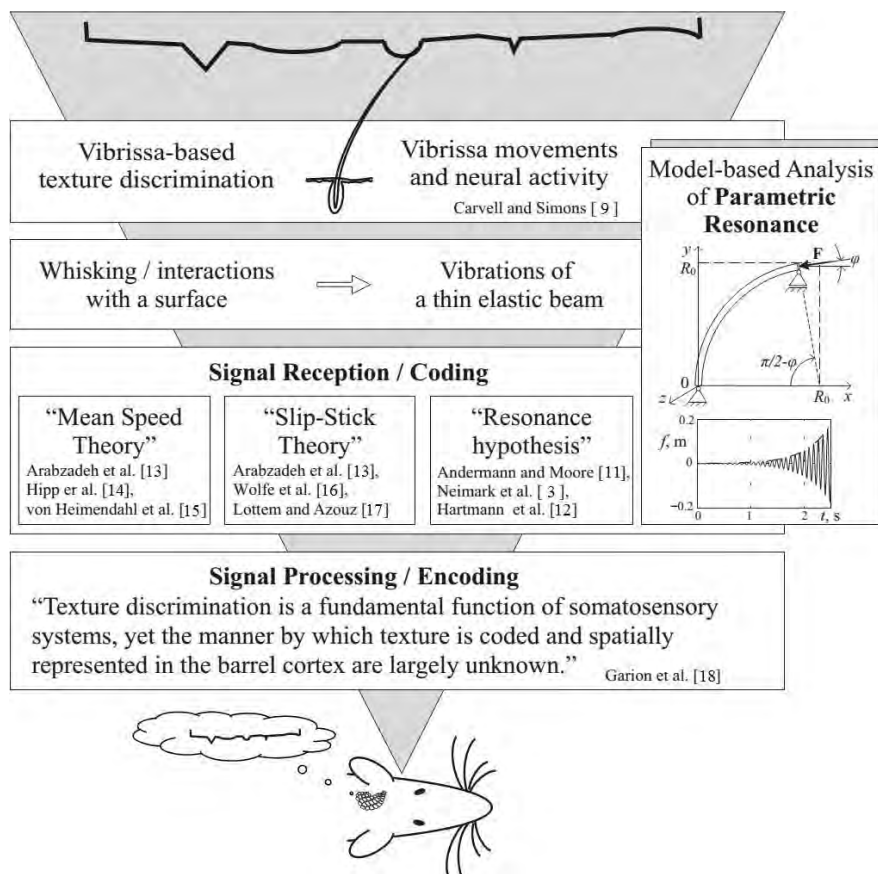 Vibrissa-based
texture discrimination
Vibrissa movements
and neural activity
Carvell and Simons [ 9 ]
Whisking / interactions
with a surface
Vibrations of
a thin elastic beam
Signal Reception / Coding
“Mean Speed
Theory”
Arabzadeh et al. [13]
Hipp er al. [14],
von Heimendahl et al. [15]
“Slip-Stick
Theory”
Arabzadeh et al. [13],
Wolfe et al. [16],
Lottem and Azouz [17]
“Resonance
hypothesis”
Andermann and Moore [11],
Neimark et al. [ 3 ],
Hartmann et al. [12]
Model-based Analysis
of Parametric
Resonance
y
R₀
F
φ
π/2-φ
0
z
R₀
x
0.2
f, m
0
−0.2
0
1
2
t, s
Signal Processing / Encoding
“Texture discrimination is a fundamental function of somatosensory
systems, yet the manner by which texture is coded and spatially
represented in the barrel cortex are largely unknown.”
Garion et al. [18]